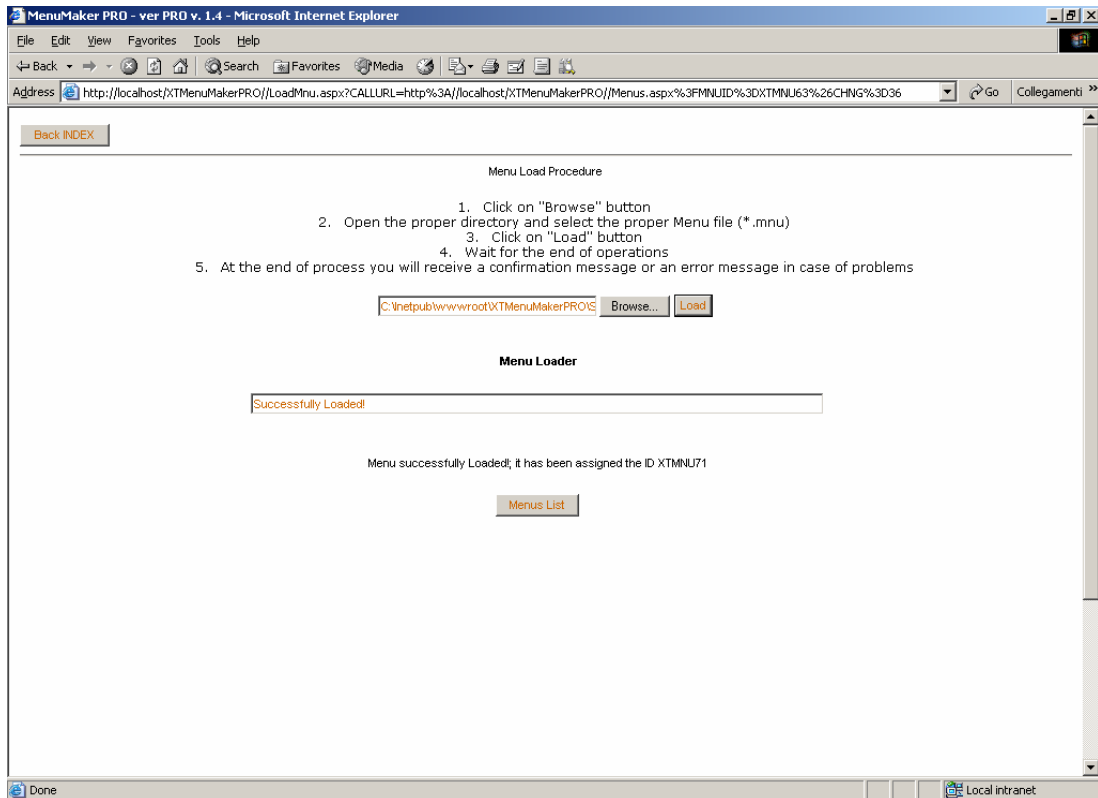 MenuMaker PRO - ver PRO v. 1.4 - Microsoft Internet Explorer
File Edit View Favorites Tools Help
Back Search Favorites Media
Address http://localhost/XTMenuMakerPRO//LoadMnu.aspx?CALLURL=http%3A//localhost/XTMenuMakerPRO//Menus.aspx%3FMNUID%3DXTMNU63%26CHNG%3D36 Go Collegamenti »
Back INDEX
Menu Load Procedure
1. Click on "Browse" button
2. Open the proper directory and select the proper Menu file (*.mnu)
3. Click on "Load" button
4. Wait for the end of operations
5. At the end of process you will receive a confirmation message or an error message in case of problems
C:\Inetpub\wwwroot\XTMenuMakerPRO\S Browse... Load
Menu Loader
Successfully Loaded!
Menu successfully Loaded!; it has been assigned the ID XTMNU71
Menus List
Done Local intranet